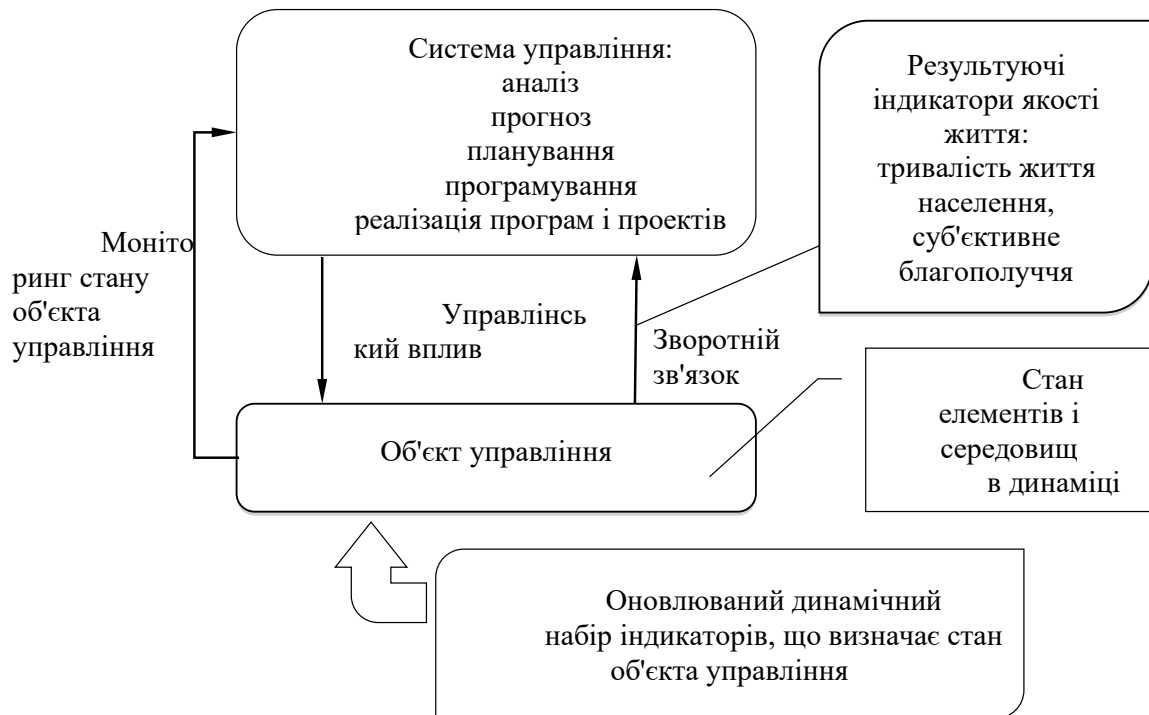 Система управління:
аналіз
прогноз
планування
програмування
реалізація програм і проектів
Результуючі
індикатори якості
життя:
тривалість життя
населення,
суб'єктивне
благополуччя
Моніто
ринг стану
об'єкта
управління
Управлінсь
кий вплив
Зворотній
зв'язок
Стан
елементів і
середовищ
в динаміці
Об'єкт управління
Оновлюваний динамічний
набір індикаторів, що визначає стан
об'єкта управління